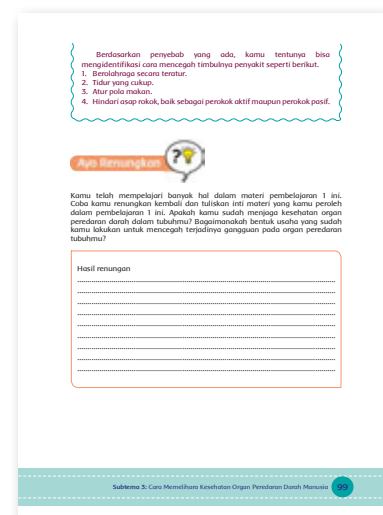 Berdasarkan penyebab yang ada, kamu tentunya bisa
mengidentifikasi cara mencegah timbulnya penyakit seperti berikut.
1. Berolahraga secara teratur.
2. Tidur yang cukup.
3. Atur pola makan.
4. Hindari asap rokok, baik sebagai perokok aktif maupun perokok pasif.
Ayo Renungkan
Kamu telah mempelajari banyak hal dalam materi pembelajaran 1 ini.
Coba kamu renungkan kembali dan tuliskan inti materi yang kamu peroleh
dalam pembelajaran 1 ini. Apakah kamu sudah menjaga kesehatan organ
peredaran darah dalam tubuhmu? Bagaimanakah bentuk usaha yang sudah
kamu lakukan untuk mencegah terjadinya gangguan pada organ peredaran
tubuhmu?
Hasil renungan
Subtema 3: Cara Memelihara Kesehatan Organ Peredaran Darah Manusia 99